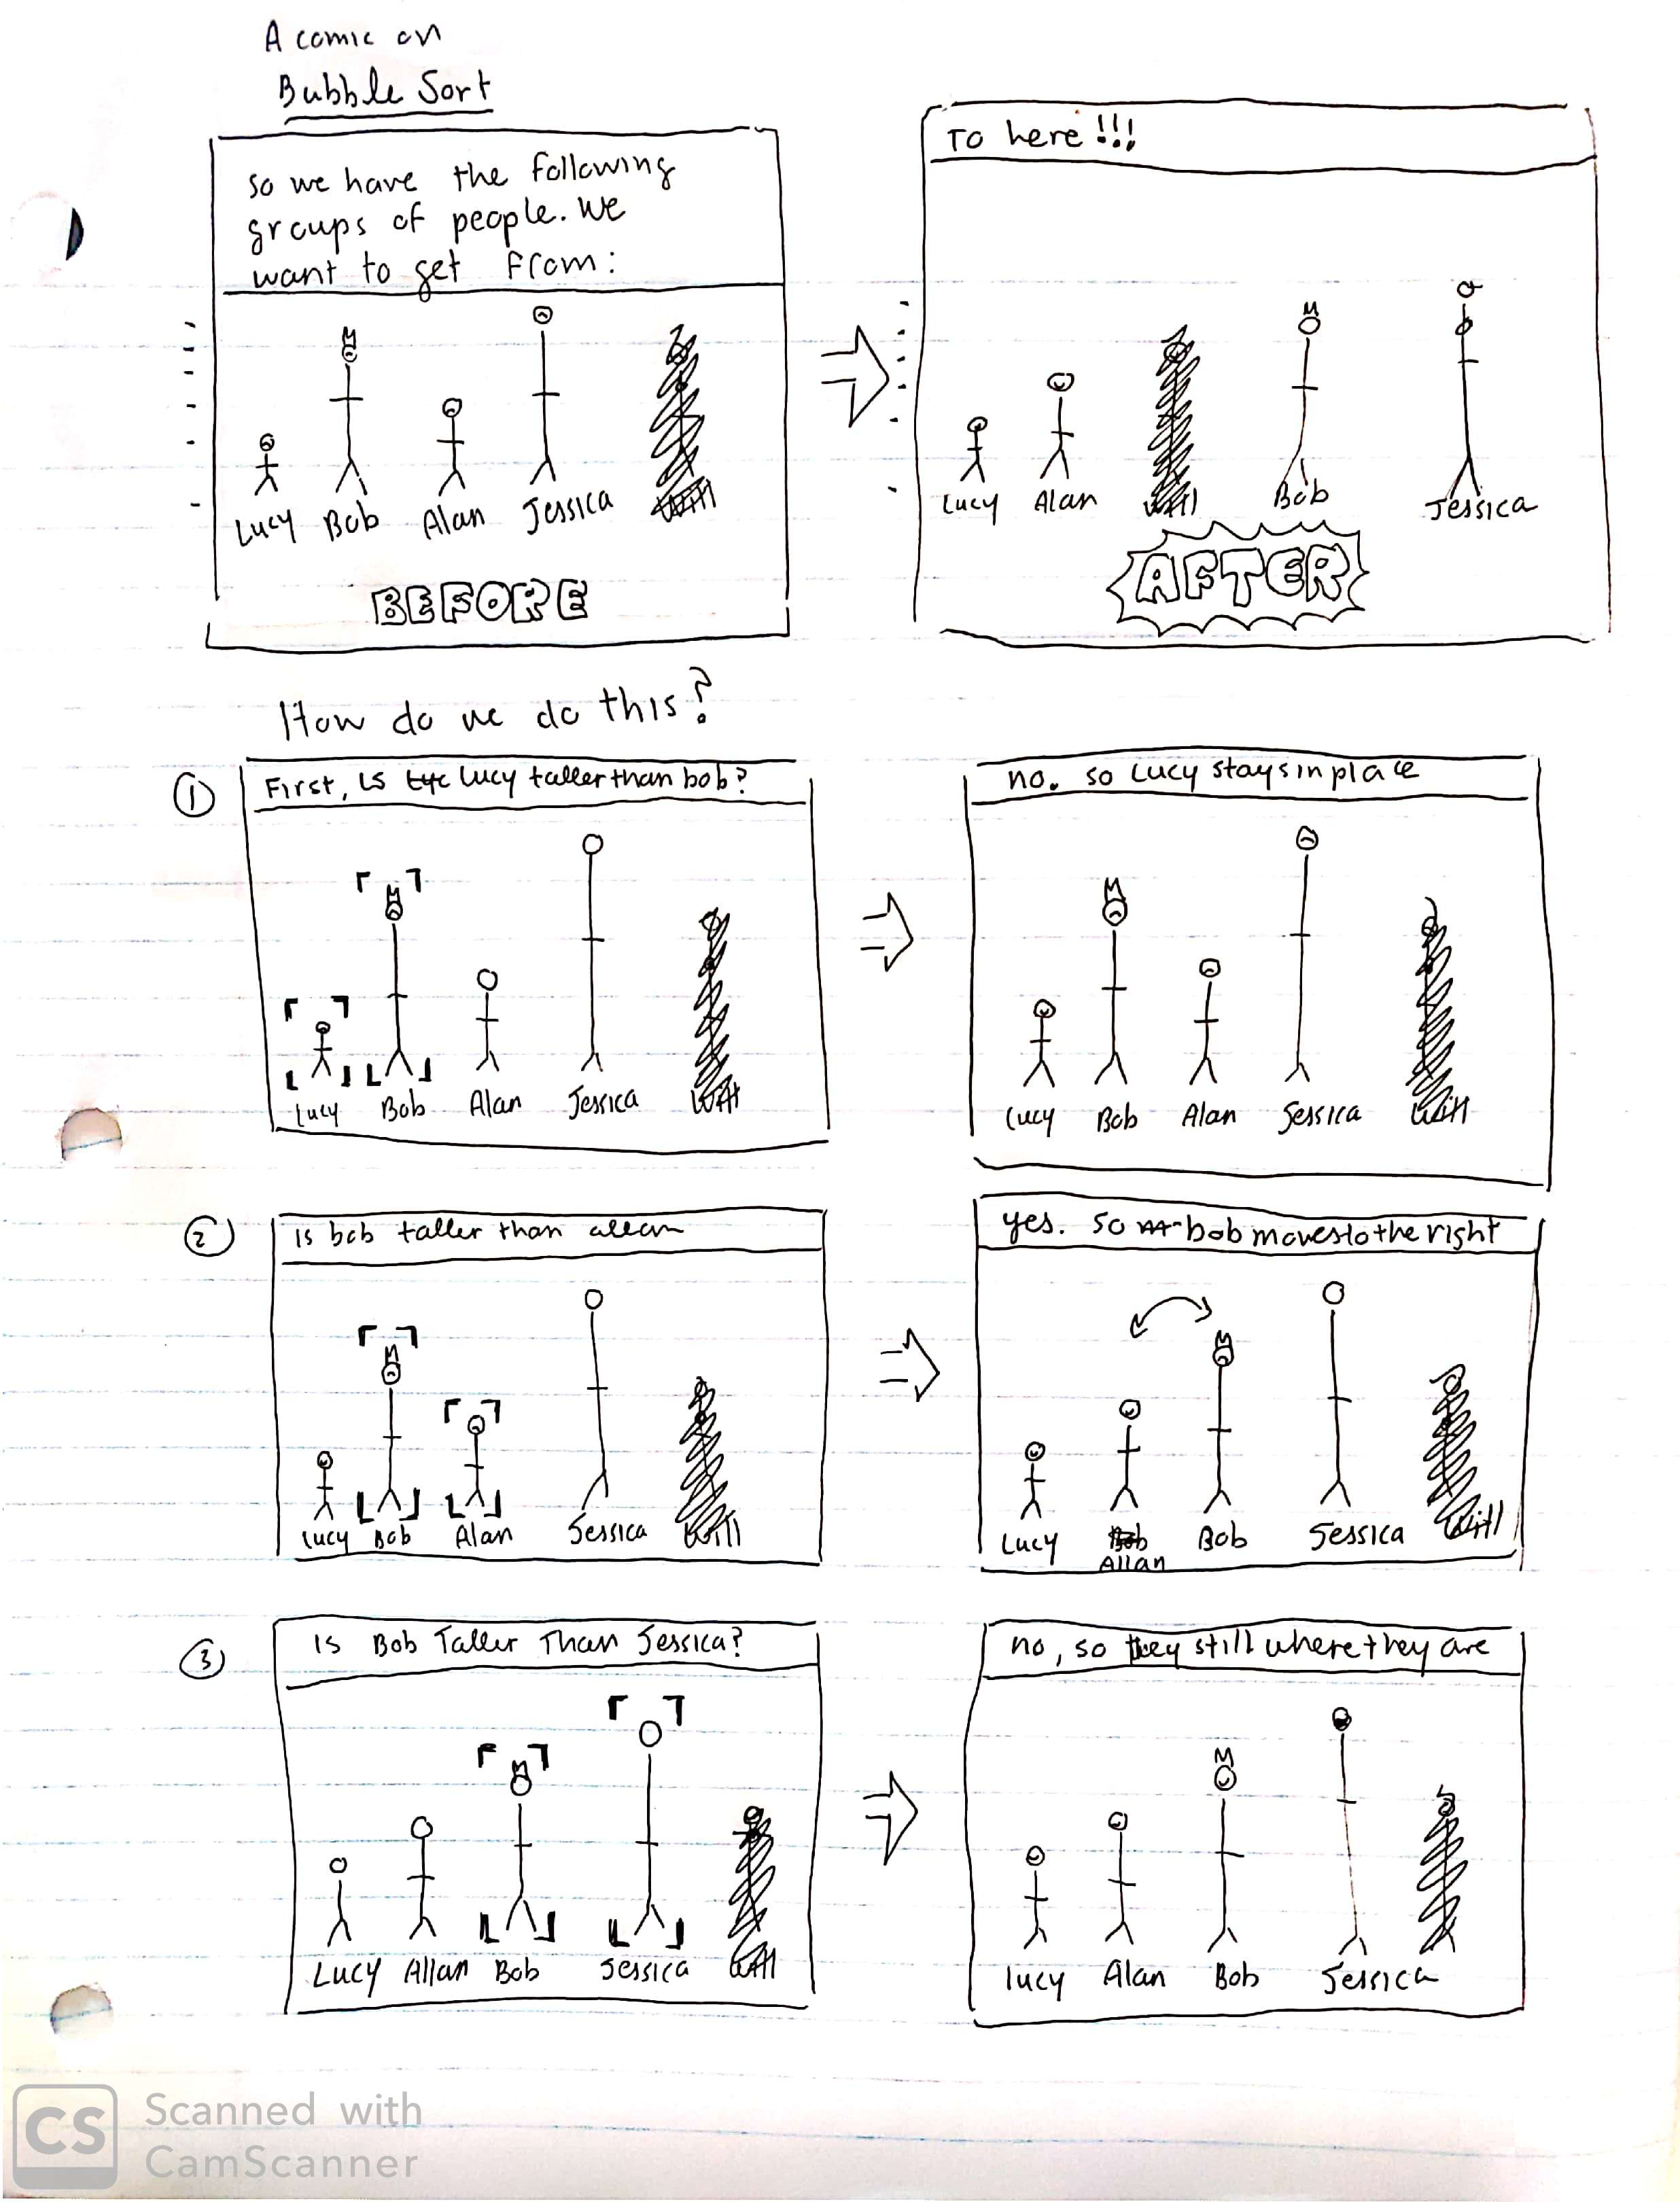 A comic on
Bubble Sort
so we have the following
groups of people. We
want to get from:
Lucy Bob Alan Jessica Will
BEFORE
To here!!!
Lucy Alan Will Bob Jessica
AFTER
How do we do this?
1
First, is Lucy taller than bob?
Lucy Bob Alan Jessica Will
no. so Lucy stays in place
Lucy Bob Alan Jessica Will
2
is bob taller than allan
Lucy Bob Alan Jessica Will
yes. so bob moves to the right
Lucy Bob Bob Jessica Will
Allan
3
Is Bob Taller Than Jessica?
Lucy Allan Bob Jessica Will
no, so they still where they are
lucy Alan Bob Jessica
CS
Scanned with
CamScanner